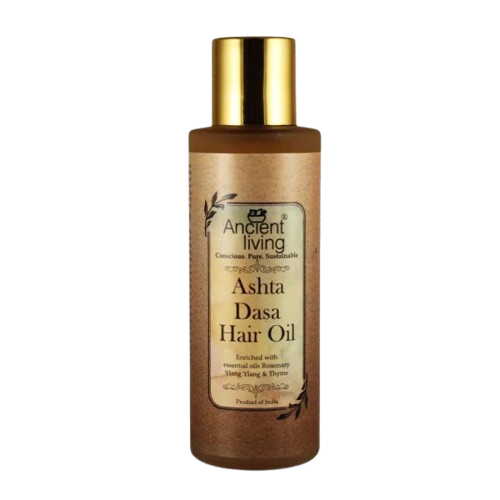 Ancient®
living
Conscious. Pure. Sustainable
Ashta
Dasa
Hair Oil
Enriched with
essential oils Rosemary
Ylang Ylang & Thyme
Product of India